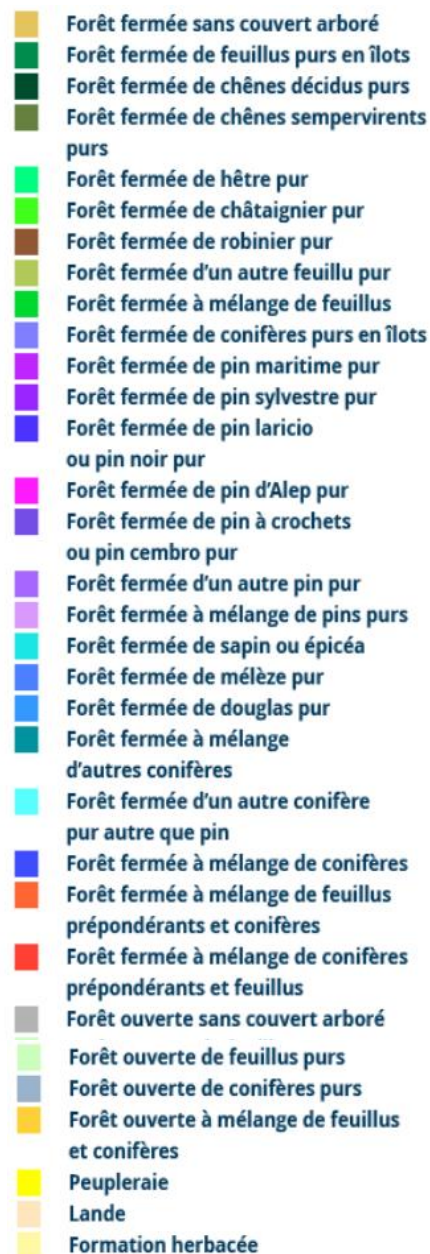 Forêt fermée sans couvert arboré
Forêt fermée de feuillus purs en îlots
Forêt fermée de chênes décidus purs
Forêt fermée de chênes sempervirents
purs
Forêt fermée de hêtre pur
Forêt fermée de châtaignier pur
Forêt fermée de robinier pur
Forêt fermée d'un autre feuillu pur
Forêt fermée à mélange de feuillus
Forêt fermée de conifères purs en îlots
Forêt fermée de pin maritime pur
Forêt fermée de pin sylvestre pur
Forêt fermée de pin laricio
ou pin noir pur
Forêt fermée de pin d'Alep pur
Forêt fermée de pin à crochets
ou pin cembro pur
Forêt fermée d'un autre pin pur
Forêt fermée à mélange de pins purs
Forêt fermée de sapin ou épicéa
Forêt fermée de mélèze pur
Forêt fermée de douglas pur
Forêt fermée à mélange
d'autres conifères
Forêt fermée d'un autre conifère
pur autre que pin
Forêt fermée à mélange de conifères
Forêt fermée à mélange de feuillus
prépondérants et conifères
Forêt fermée à mélange de conifères
prépondérants et feuillus
Forêt ouverte sans couvert arboré
Forêt ouverte de feuillus purs
Forêt ouverte de conifères purs
Forêt ouverte à mélange de feuillus
et conifères
Peupleraie
Lande
Formation herbacée